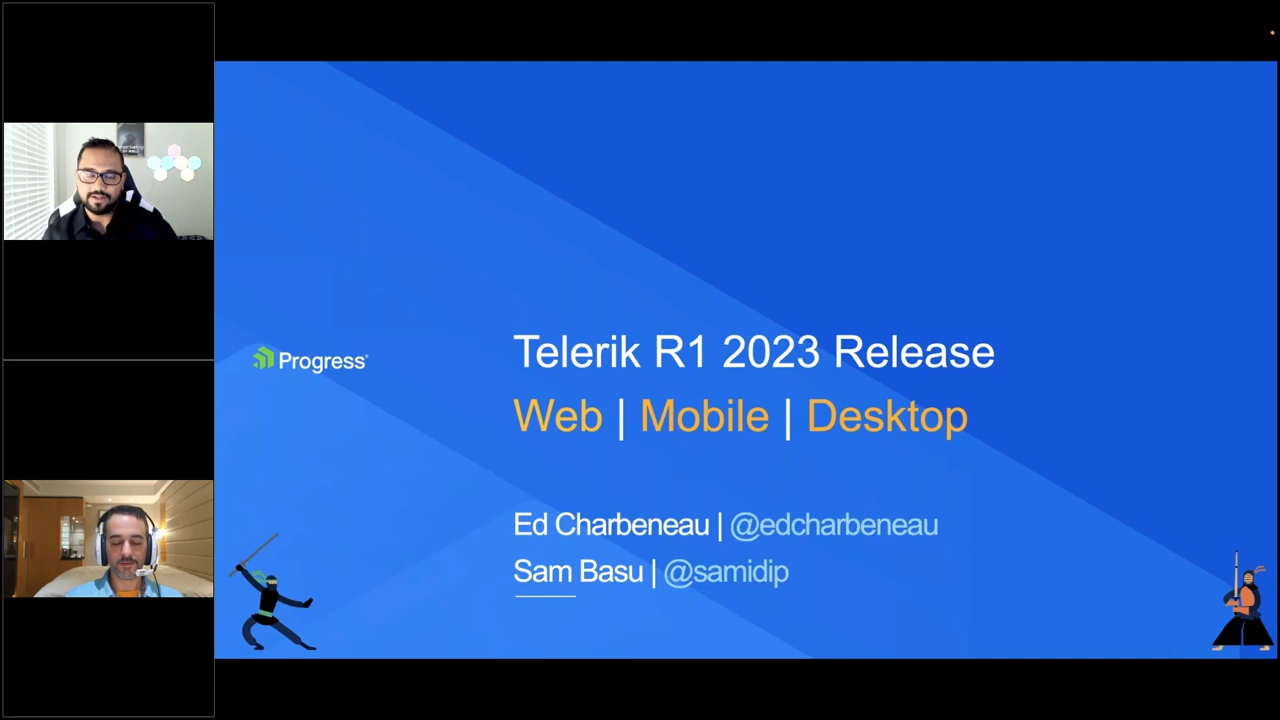 Progress
Telerik R1 2023 Release
Web | Mobile | Desktop
Ed Charbeneau | @edcharbeneau
Sam Basu | @samidip